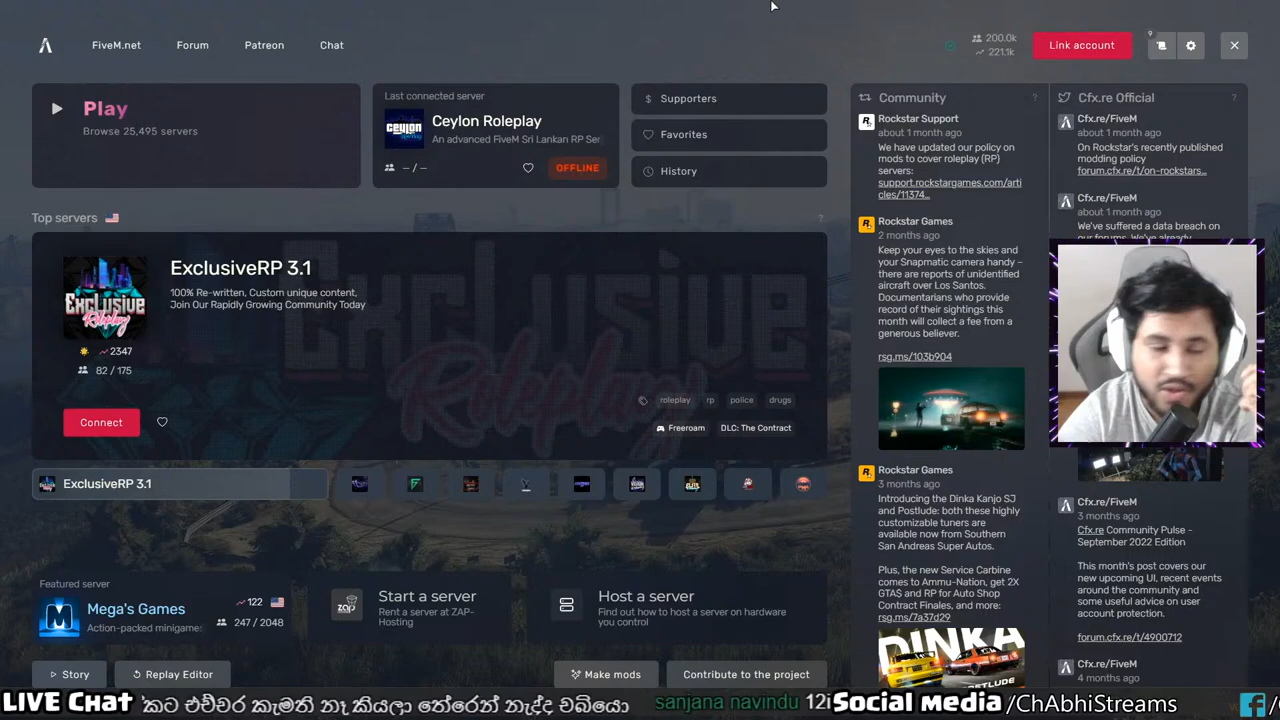 FiveM.net
Forum
Patreon
Chat
200.0k
221.1k
Link account
9
Play
Browse 25,495 servers
Last connected server
CEYLON
Ceylon Roleplay
An advanced FiveM Sri Lankan RP Ser
– / –
OFFLINE
$ Supporters
Favorites
History
Top servers
?
EXCLUSIVE
Roleplay
ExclusiveRP 3.1
100% Re-written, Custom unique content,
Join Our Rapidly Growing Community Today
2347
82 / 175
Connect
roleplay
rp
police
drugs
Freeroam
DLC: The Contract
ExclusiveRP 3.1
Featured server
Mega's Games
Action-packed minigame:
122
247 / 2048
ZAP
Start a server
Rent a server at ZAP-
Hosting
Host a server
Find out how to host a server on hardware
you control
Story
Replay Editor
Make mods
Contribute to the project
Community
?
Rockstar Support
about 1 month ago
We have updated our policy on
mods to cover roleplay (RP)
servers:
support.rockstargames.com/arti
cles/11374…
Rockstar Games
2 months ago
Keep your eyes to the skies and
your Snapmatic camera handy –
there are reports of unidentified
aircraft over Los Santos.
Documentarians who provide
record of their sightings this
month will collect a fee from a
generous believer.
rsg.ms/103b904
Rockstar Games
3 months ago
Introducing the Dinka Kanjo SJ
and Postlude: both these highly
customizable tuners are
available now from Southern
San Andreas Super Autos.
Plus, the new Service Carbine
comes to Ammu-Nation, get 2X
GTA$ and RP for Auto Shop
Contract Finales, and more:
rsg.ms/7a37d29
DINKA
Cfx.re Official
?
Cfx.re/FiveM
about 1 month ago
On Rockstar's recently published
modding policy
forum.cfx.re/t/on-rockstars…
Cfx.re/FiveM
about 1 month ago
We've suffered a data breach on
our forums. We've already
Cfx.re/FiveM
3 months ago
Cfx.re Community Pulse –
September 2022 Edition
This month's post covers our
new upcoming UI, recent events
around the community and
some useful advice on user
account protection.
forum.cfx.re/t/4900712
Cfx.re/FiveM
4 months ago
LIVE Chat
කට එච්චර කැමති නෑ කියලා තේරෙන් නැද්ද චබියො
sanjana navindu
12i
Social Media
/ChAbhiStreams